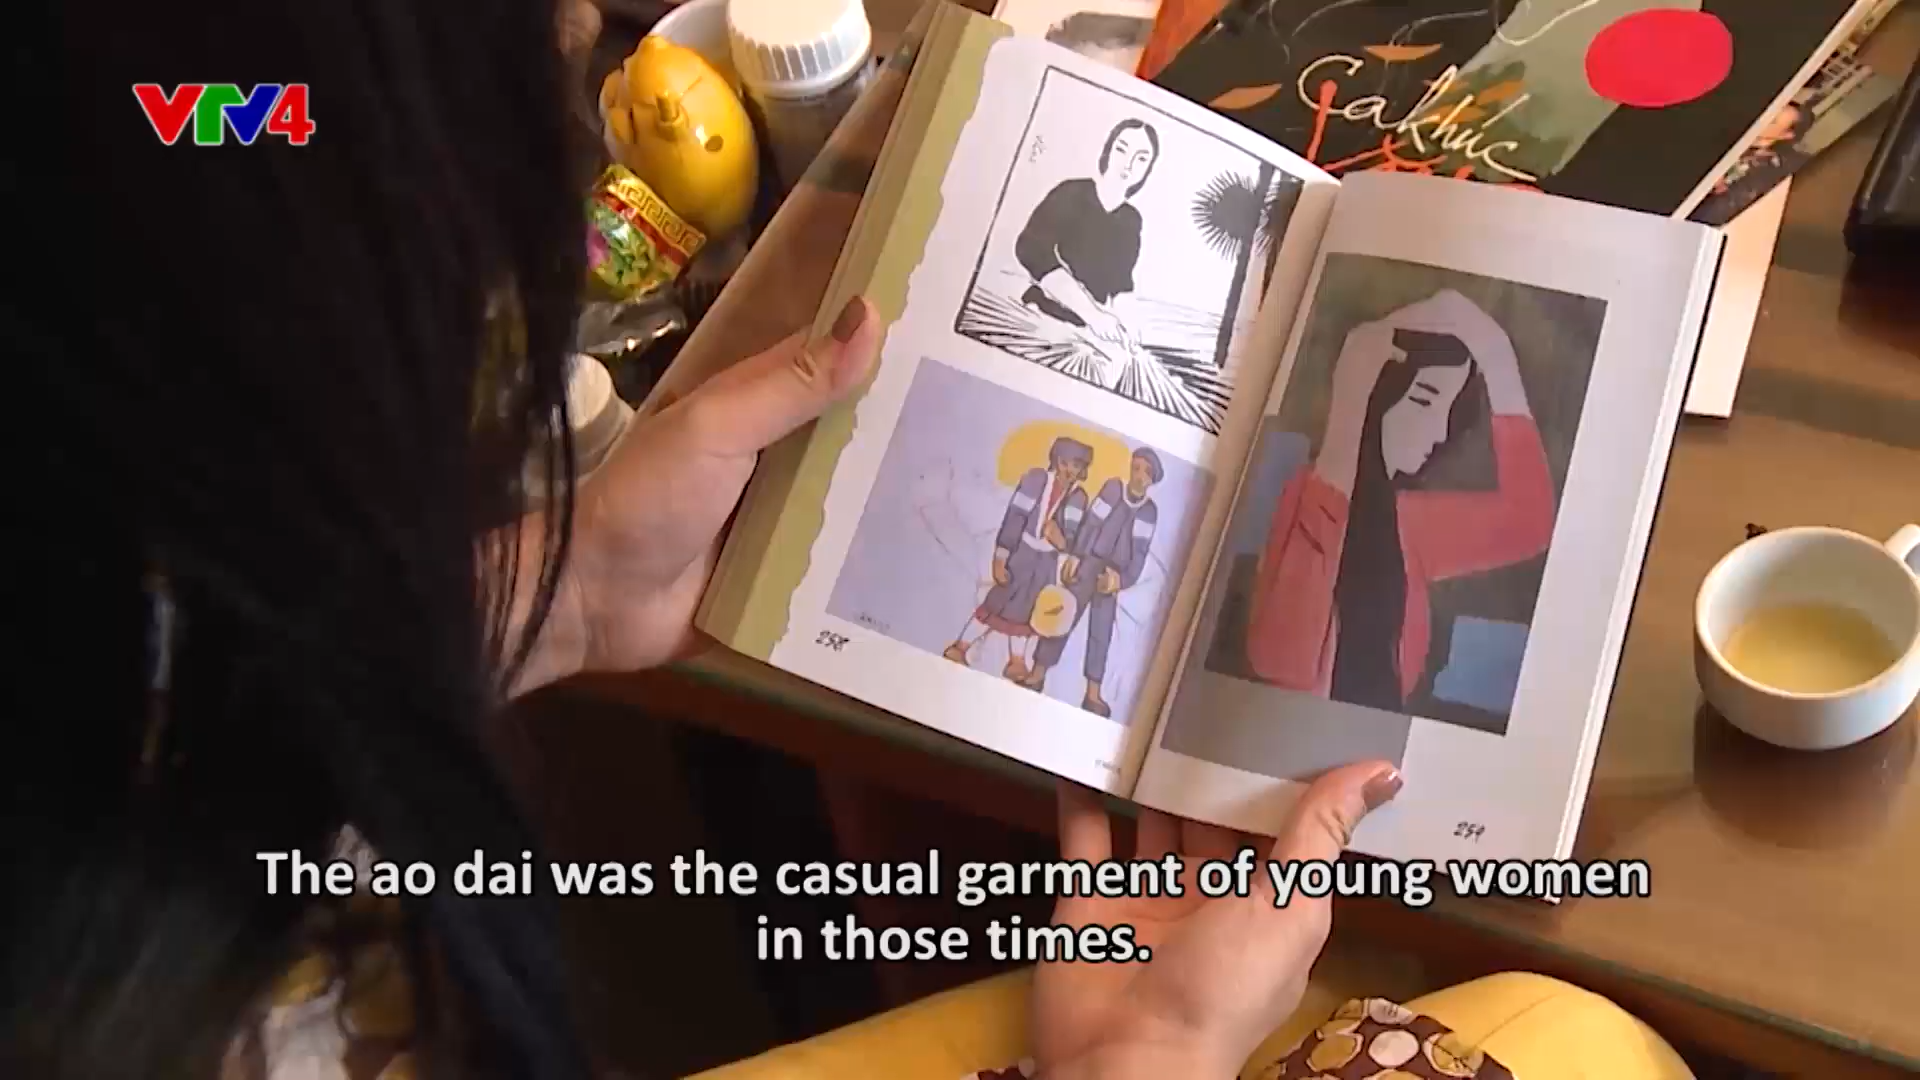 VTV4
Ca khúc
258
259
The ao dai was the casual garment of young women
in those times.